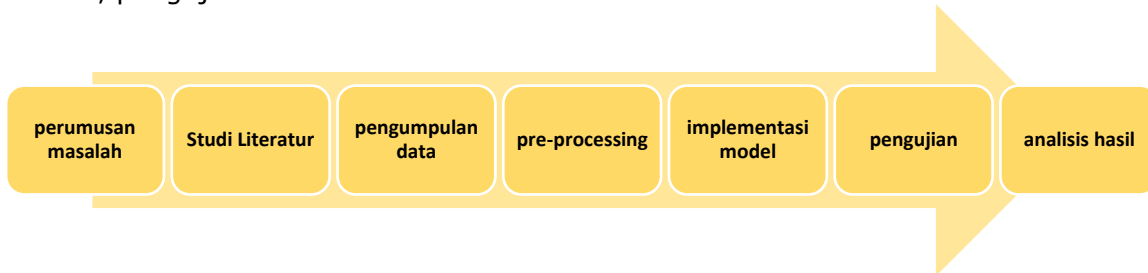 perumusan
masalah
Studi Literatur
pengumpulan
data
pre-processing
implementasi
model
pengujian
analisis hasil